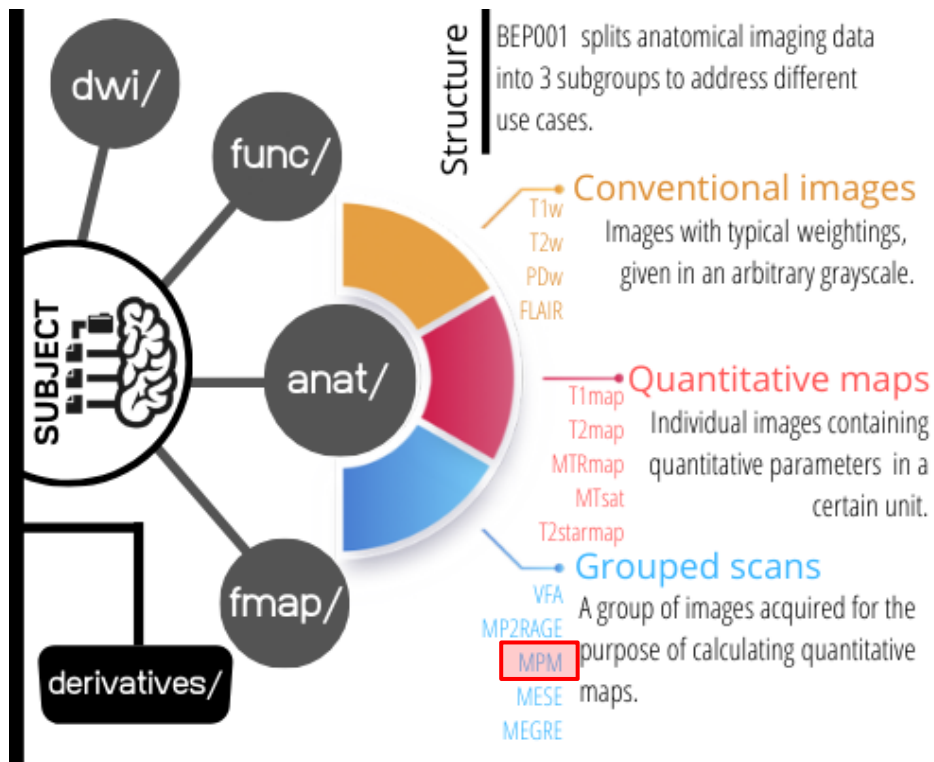 dwi/
func/
SUBJECT
anat/
fmap/
derivatives/
Structure
BEP001 splits anatomical imaging data
into 3 subgroups to address different
use cases.
Conventional images
T1w
T2w
PDw
FLAIR
Images with typical weightings,
given in an arbitrary grayscale.
Quantitative maps
T1map
T2map
MTRmap
MTsat
T2starmap
Individual images containing
quantitative parameters in a
certain unit.
Grouped scans
VFA
MP2RAGE
MPM
MESE
MEGRE
A group of images acquired for the
purpose of calculating quantitative
maps.